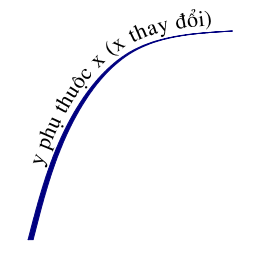 y phụ thuộc x (x thay đổi)